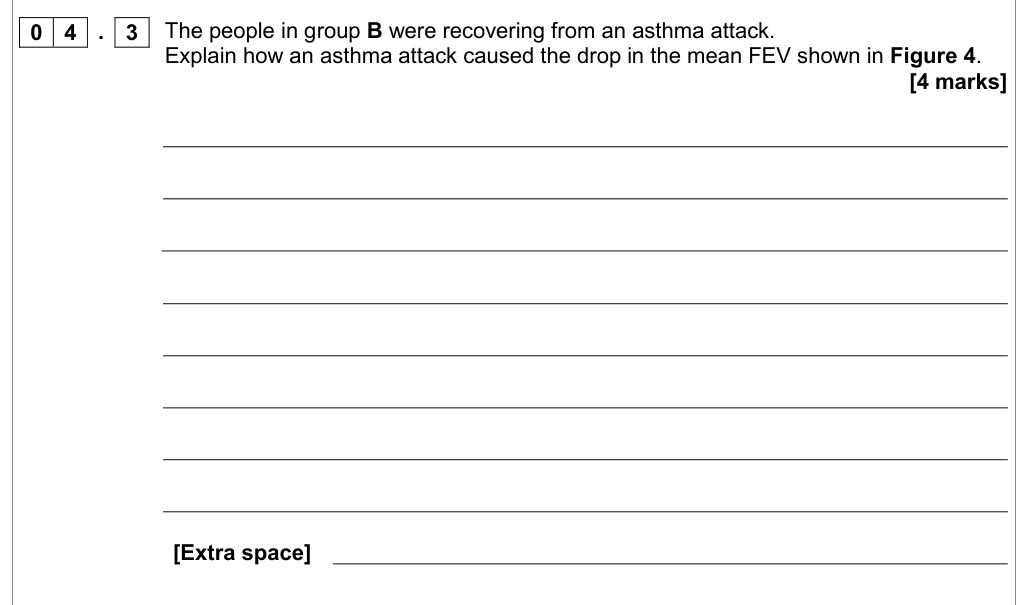 0 4 . 3 The people in group B were recovering from an asthma attack.
Explain how an asthma attack caused the drop in the mean FEV shown in Figure 4.
[4 marks]
[Extra space]